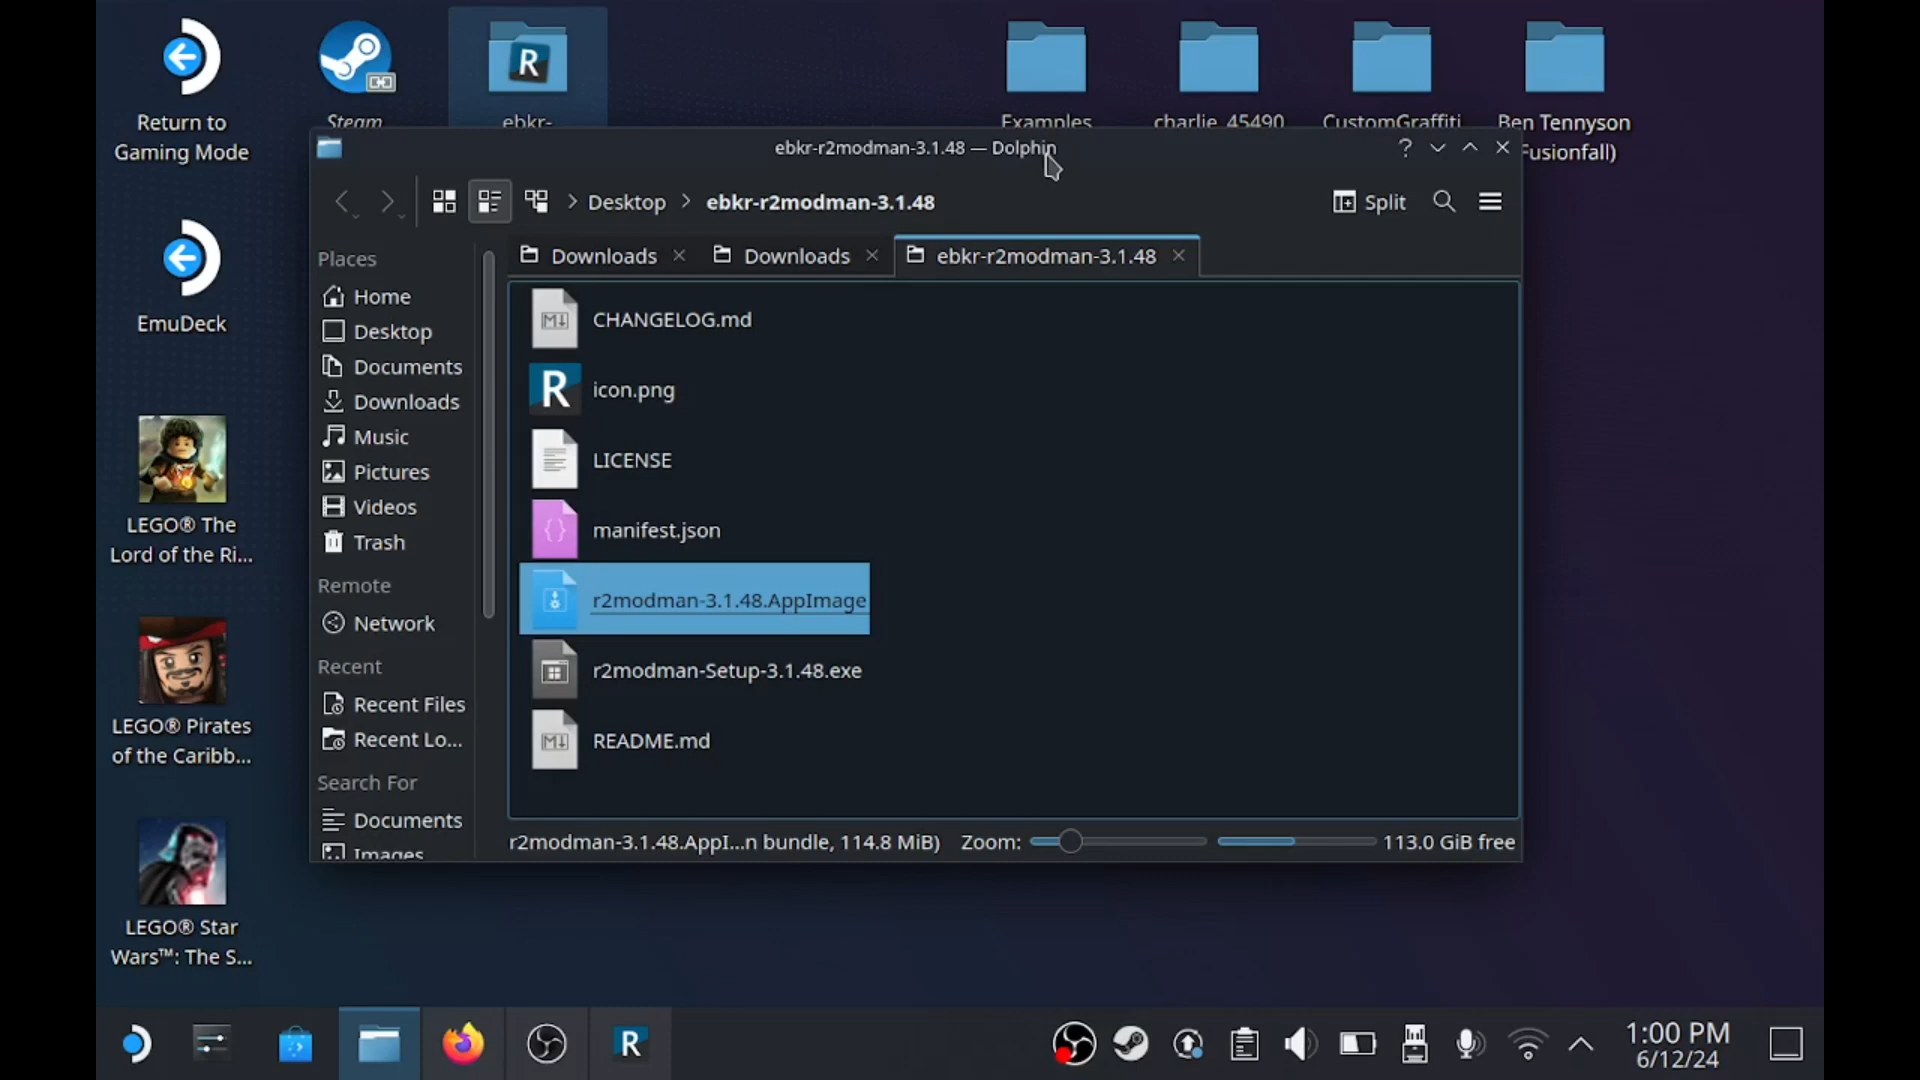 Return to
Gaming Mode
Steam
R
ebkr-
Examples
charlie_45490
CustomGraffiti
Ben Tennyson
Fusionfall)
ebkr-r2modman-3.1.48 — Dolphin
?
> Desktop > ebkr-r2modman-3.1.48
Split
Downloads
Downloads
ebkr-r2modman-3.1.48
Places
Home
Desktop
Documents
Downloads
Music
Pictures
Videos
Trash
Remote
Network
Recent
Recent Files
Recent Lo...
Search For
Documents
Images
CHANGELOG.md
R
icon.png
LICENSE
manifest.json
r2modman-3.1.48.AppImage
r2modman-Setup-3.1.48.exe
README.md
r2modman-3.1.48.AppI...n bundle, 114.8 MiB)
Zoom:
113.0 GiB free
EmuDeck
LEGO® The
Lord of the Ri...
LEGO® Pirates
of the Caribb...
LEGO® Star
Wars™: The S...
R
1:00 PM
6/12/24